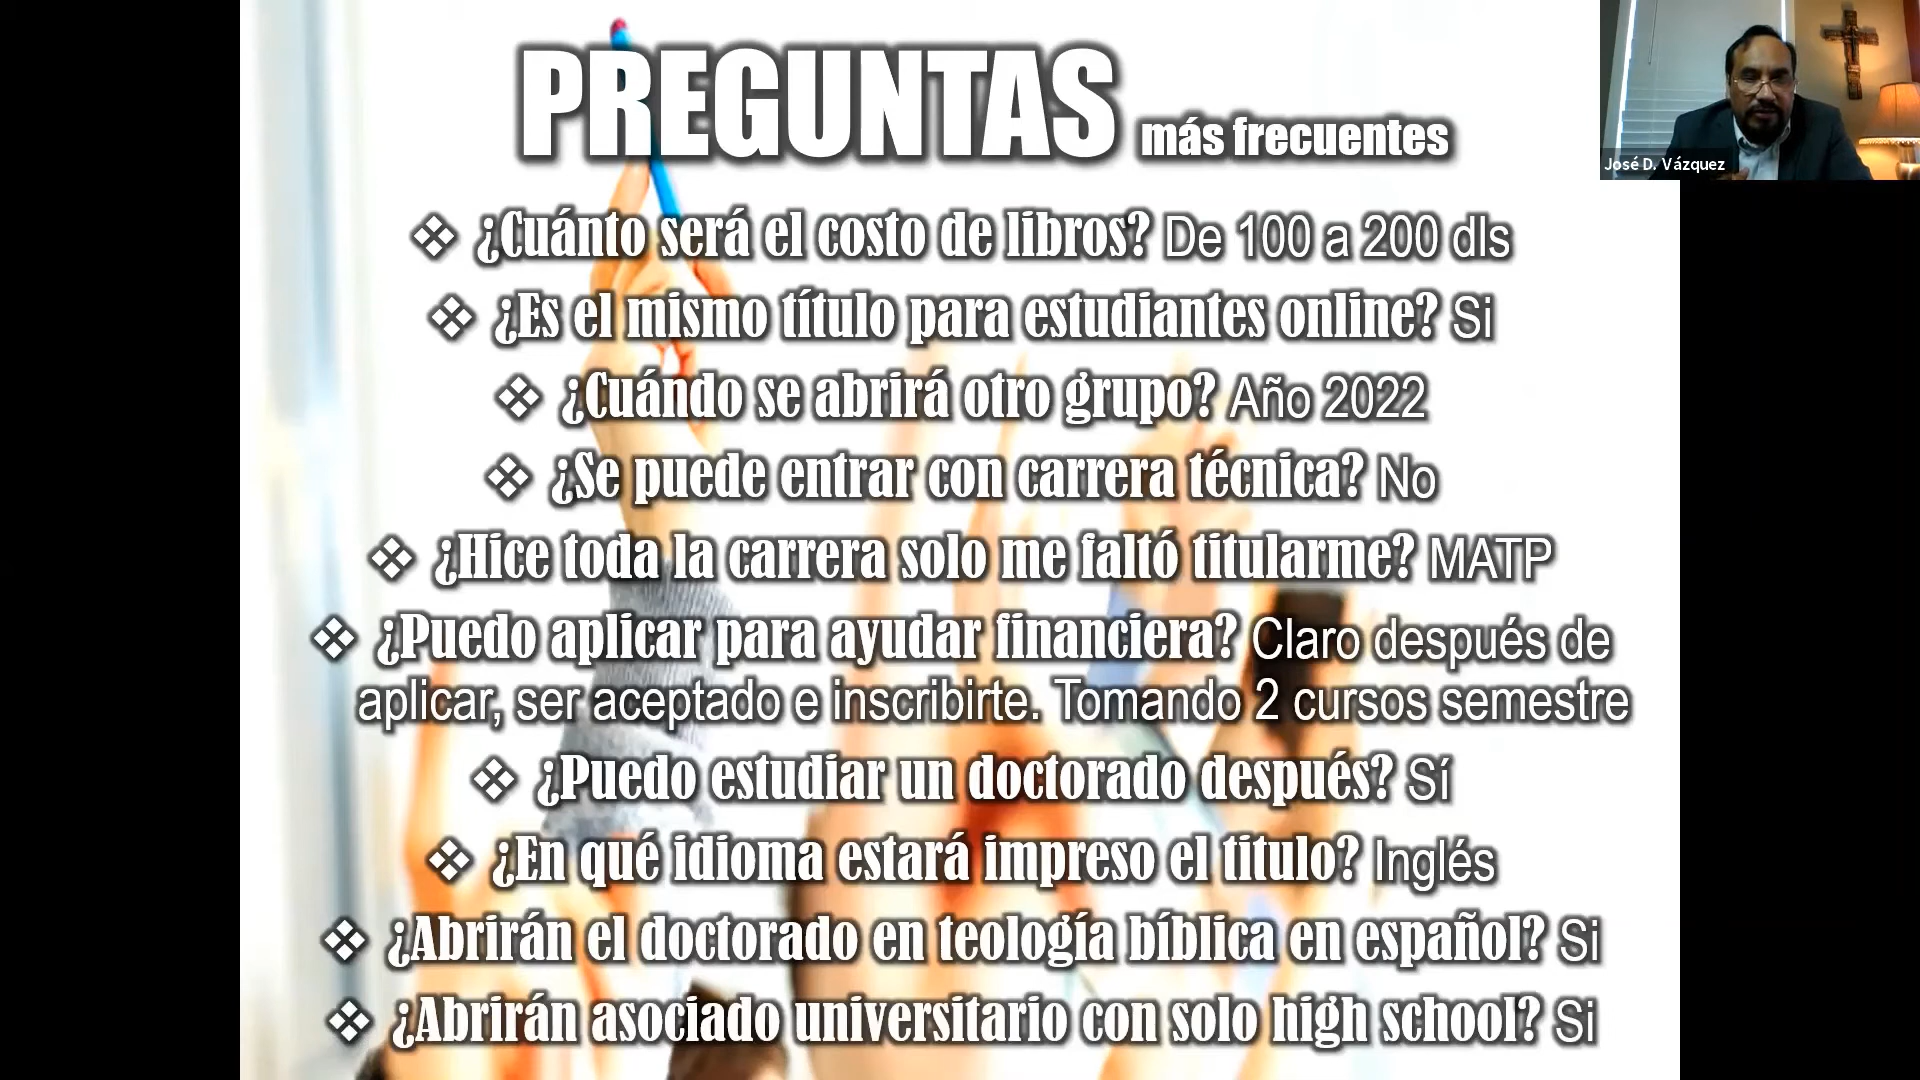 PREGUNTAS más frecuentes
José D. Vázquez
❖ ¿Cuánto será el costo de libros? De 100 a 200 dls
❖ ¿Es el mismo título para estudiantes online? Si
❖ ¿Cuándo se abrirá otro grupo? Año 2022
❖ ¿Se puede entrar con carrera técnica? No
❖ ¿Hice toda la carrera solo me faltó titularme? MATP
❖ ¿Puedo aplicar para ayudar financiera? Claro después de
aplicar, ser aceptado e inscribirte. Tomando 2 cursos semestre
❖ ¿Puedo estudiar un doctorado después? Sí
❖ ¿En qué idioma estará impreso el titulo? Inglés
❖ ¿Abrirán el doctorado en teología bíblica en español? Si
❖ ¿Abrirán asociado universitario con solo high school? Si